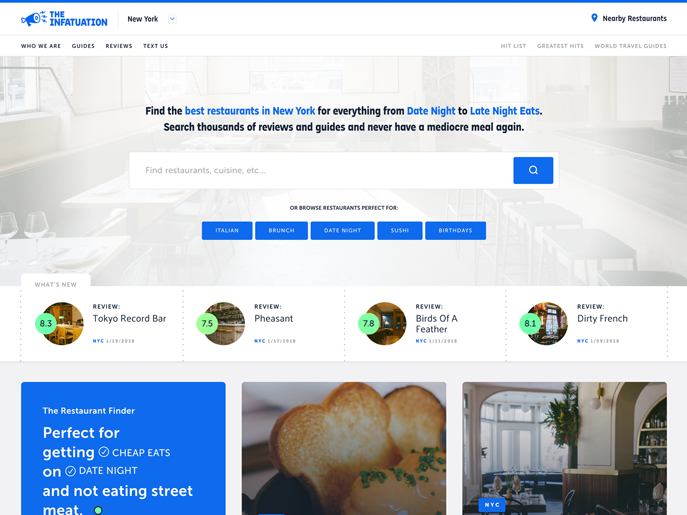 THE
INFATUATION
New York
Nearby Restaurants
WHO WE ARE
GUIDES
REVIEWS
TEXT US
HIT LIST
GREATEST HITS
WORLD TRAVEL GUIDES
Find the best restaurants in New York for everything from Date Night to Late Night Eats.
Search thousands of reviews and guides and never have a mediocre meal again.
Find restaurants, cuisine, etc...
OR BROWSE RESTAURANTS PERFECT FOR:
ITALIAN
BRUNCH
DATE NIGHT
SUSHI
BIRTHDAYS
WHAT'S NEW
8.3
REVIEW:
Tokyo Record Bar
NYC 1/19/2018
7.5
REVIEW:
Pheasant
NYC 1/17/2018
7.8
REVIEW:
Birds Of A
Feather
NYC 1/11/2018
8.1
REVIEW:
Dirty French
NYC 1/09/2018
The Restaurant Finder
Perfect for
getting CHEAP EATS
on DATE NIGHT
and not eating street
meat.
NYC